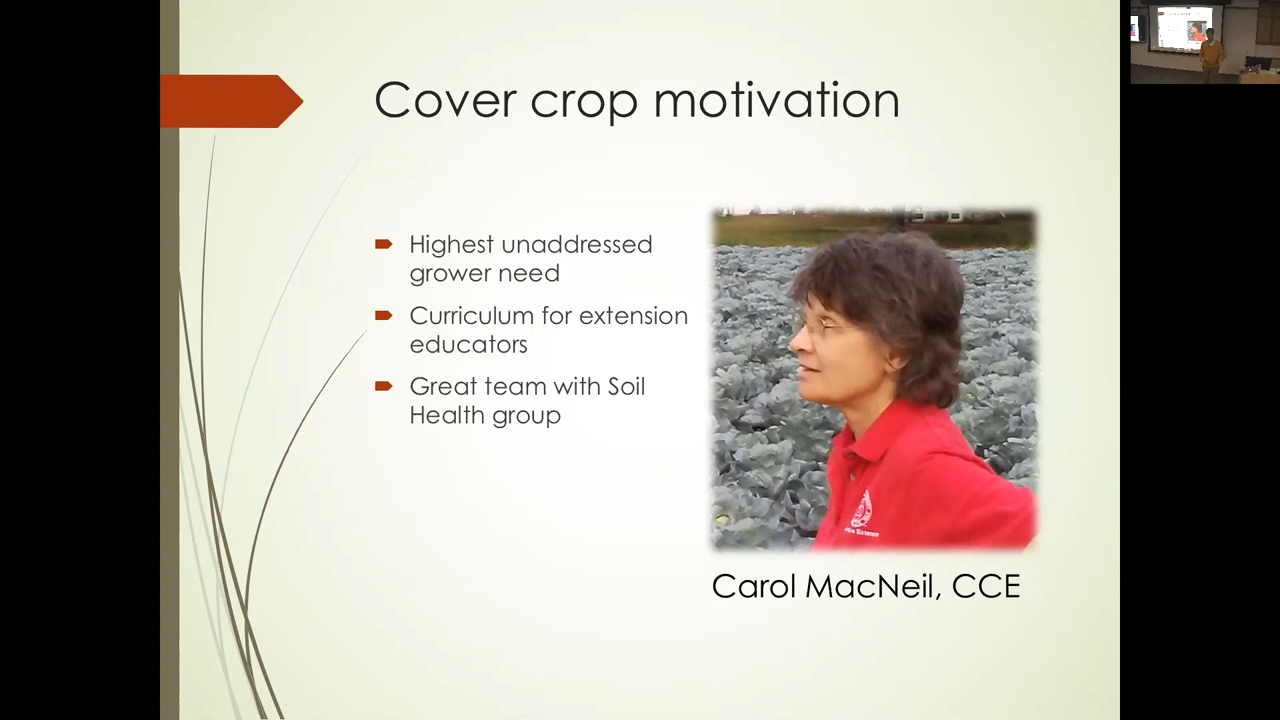 Cover crop motivation
Highest unaddressed
grower need
Curriculum for extension
educators
Great team with Soil
Health group
Carol MacNeil, CCE